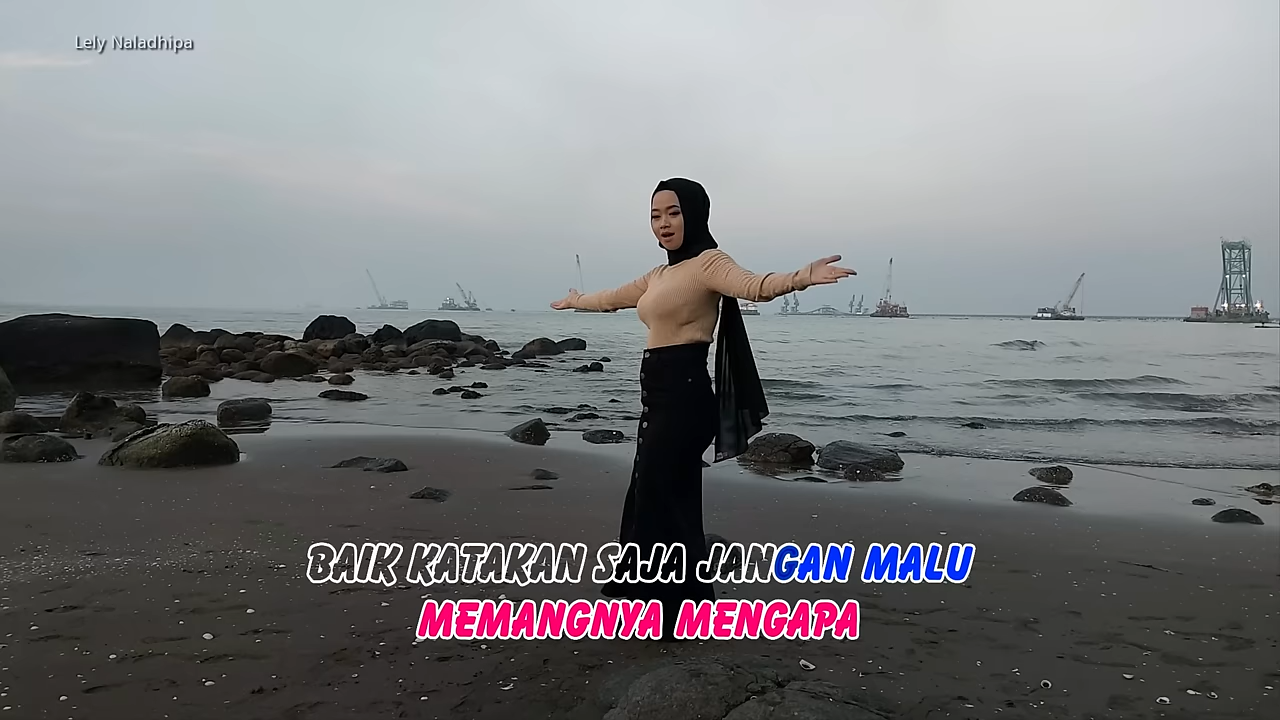 Lely Naladhipa
BAIK KATAKAN SAJA JANGAN MALU
MEMANGNYA MENGAPA